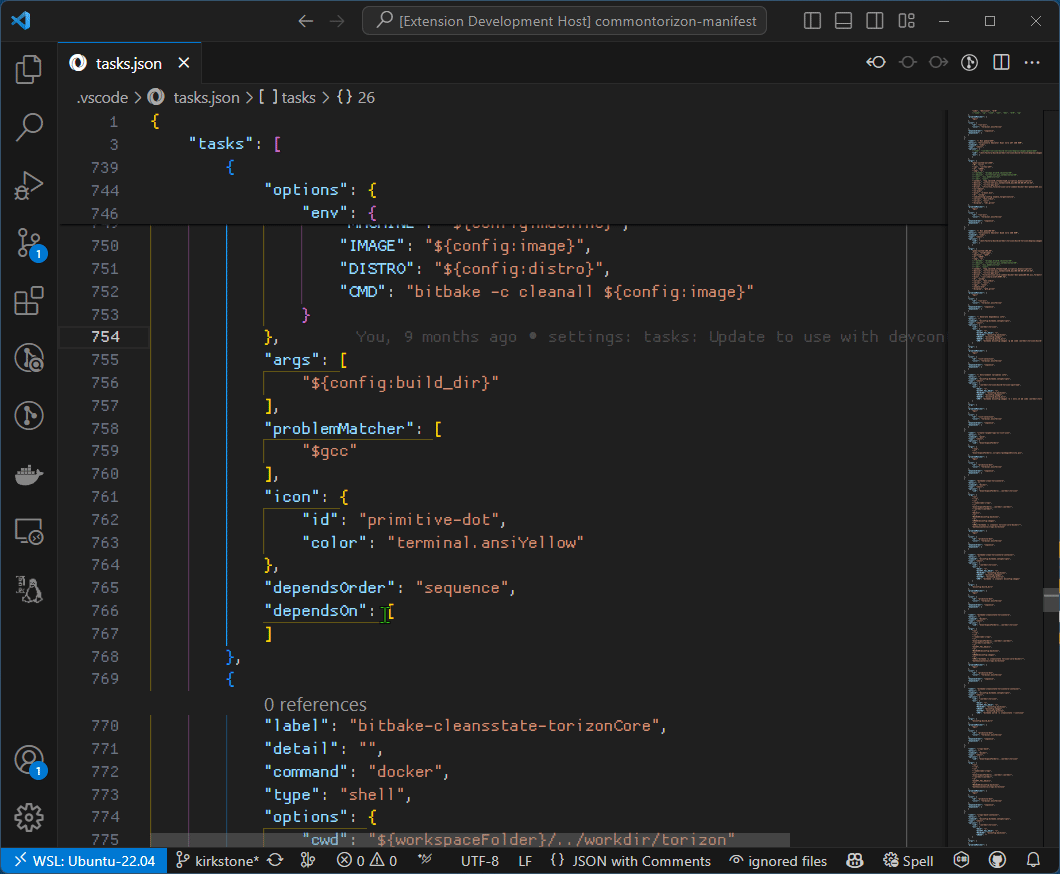 [Extension Development Host] commontorizon-manifest
tasks.json
.vscode > tasks.json > [ ] tasks > {} 26
1 {
3 "tasks": [
739 {
744 "options": {
746 "env": {
750 "IMAGE": "${config:image}",
751 "DISTRO": "${config:distro}",
752 "CMD": "bitbake -c cleanall ${config:image}"
753 }
754 }, You, 9 months ago • settings: tasks: Update to use with devcon
755 "args": [
756 "${config:build_dir}"
757 ],
758 "problemMatcher": [
759 "$gcc"
760 ],
761 "icon": {
762 "id": "primitive-dot",
763 "color": "terminal.ansiYellow"
764 },
765 "dependsOrder": "sequence",
766 "dependsOn": [
767 ]
768 },
769 {
0 references
770 "label": "bitbake-cleansstate-torizonCore",
771 "detail": "",
772 "command": "docker",
773 "type": "shell",
774 "options": {
775 "cwd": "${workspaceFolder}/../workdir/torizon"
1
1
WSL: Ubuntu-22.04 kirkstone* 0 0 UTF-8 LF {} JSON with Comments ignored files Spell